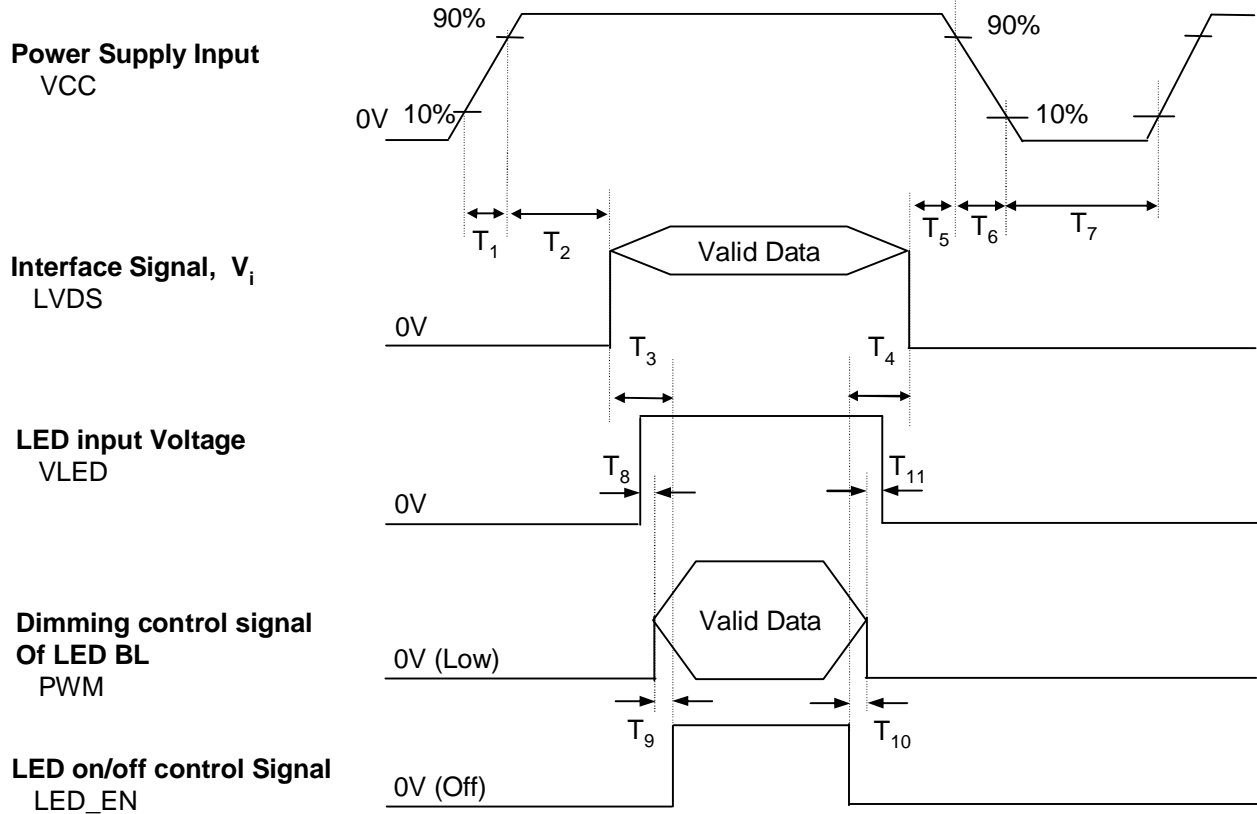 90%
90%
Power Supply Input
VCC
0V 10%
10%
T1 T2 T5 T6 T7
Valid Data
Interface Signal, Vi
LVDS
0V
T3 T4
LED input Voltage
VLED
T8 T11
0V
Dimming control signal
Of LED BL
PWM
Valid Data
0V (Low)
T9 T10
LED on/off control Signal
LED_EN
0V (Off)